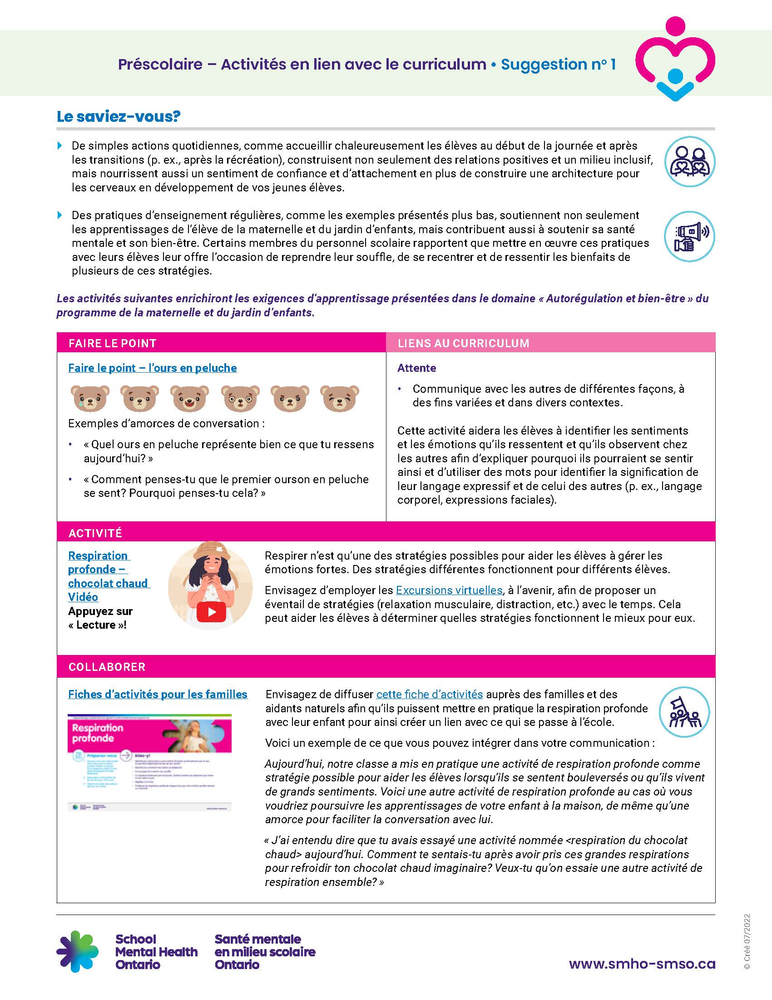 Préscolaire – Activités en lien avec le curriculum • Suggestion nº 1
Le saviez-vous?
De simples actions quotidiennes, comme accueillir chaleureusement les élèves au début de la journée et après
les transitions (p. ex., après la récréation), construisent non seulement des relations positives et un milieu inclusif,
mais nourrissent aussi un sentiment de confiance et d’attachement en plus de construire une architecture pour
les cerveaux en développement de vos jeunes élèves.
Des pratiques d’enseignement régulières, comme les exemples présentés plus bas, soutiennent non seulement
les apprentissages de l’élève de la maternelle et du jardin d’enfants, mais contribuent aussi à soutenir sa santé
mentale et son bien-être. Certains membres du personnel scolaire rapportent que mettre en œuvre ces pratiques
avec leurs élèves leur offre l’occasion de reprendre leur souffle, de se recentrer et de ressentir les bienfaits de
plusieurs de ces stratégies.
Les activités suivantes enrichiront les exigences d’apprentissage présentées dans le domaine « Autorégulation et bien-être » du
programme de la maternelle et du jardin d’enfants.
FAIRE LE POINT
Faire le point – l’ours en peluche
Exemples d’amorces de conversation :
• « Quel ours en peluche représente bien ce que tu ressens
aujourd’hui? »
• « Comment penses-tu que le premier ourson en peluche
se sent? Pourquoi penses-tu cela? »
LIENS AU CURRICULUM
Attente
• Communique avec les autres de différentes façons, à
des fins variées et dans divers contextes.
Cette activité aidera les élèves à identifier les sentiments
et les émotions qu’ils ressentent et qu’ils observent chez
les autres afin d’expliquer pourquoi ils pourraient se sentir
ainsi et d’utiliser des mots pour identifier la signification de
leur langage expressif et de celui des autres (p. ex., langage
corporel, expressions faciales).
ACTIVITÉ
Respiration
profonde –
chocolat chaud
Vidéo
Appuyez sur
« Lecture »!
Respirer n’est qu’une des stratégies possibles pour aider les élèves à gérer les
émotions fortes. Des stratégies différentes fonctionnent pour différents élèves.
Envisagez d’employer les Excursions virtuelles, à l’avenir, afin de proposer un
éventail de stratégies (relaxation musculaire, distraction, etc.) avec le temps. Cela
peut aider les élèves à déterminer quelles stratégies fonctionnent le mieux pour eux.
COLLABORER
Fiches d’activités pour les familles
Respiration
profonde
Préparez-vous
Allez-y!
Envisagez de diffuser cette fiche d’activités auprès des familles et des
aidants naturels afin qu’ils puissent mettre en pratique la respiration profonde
avec leur enfant pour ainsi créer un lien avec ce qui se passe à l’école.
Voici un exemple de ce que vous pouvez intégrer dans votre communication :
Aujourd’hui, notre classe a mis en pratique une activité de respiration profonde comme
stratégie possible pour aider les élèves lorsqu’ils se sentent bouleversés ou qu’ils vivent
de grands sentiments. Voici une autre activité de respiration profonde au cas où vous
voudriez poursuivre les apprentissages de votre enfant à la maison, de même qu’une
amorce pour faciliter la conversation avec lui.
« J’ai entendu dire que tu avais essayé une activité nommée <respiration du chocolat
chaud> aujourd’hui. Comment te sentais-tu après avoir pris ces grandes respirations
pour refroidir ton chocolat chaud imaginaire? Veux-tu qu’on essaie une autre activité de
respiration ensemble? »
School
Mental Health
Ontario
Santé mentale
en milieu scolaire
Ontario
www.smho-smso.ca
© Créé 07/2022